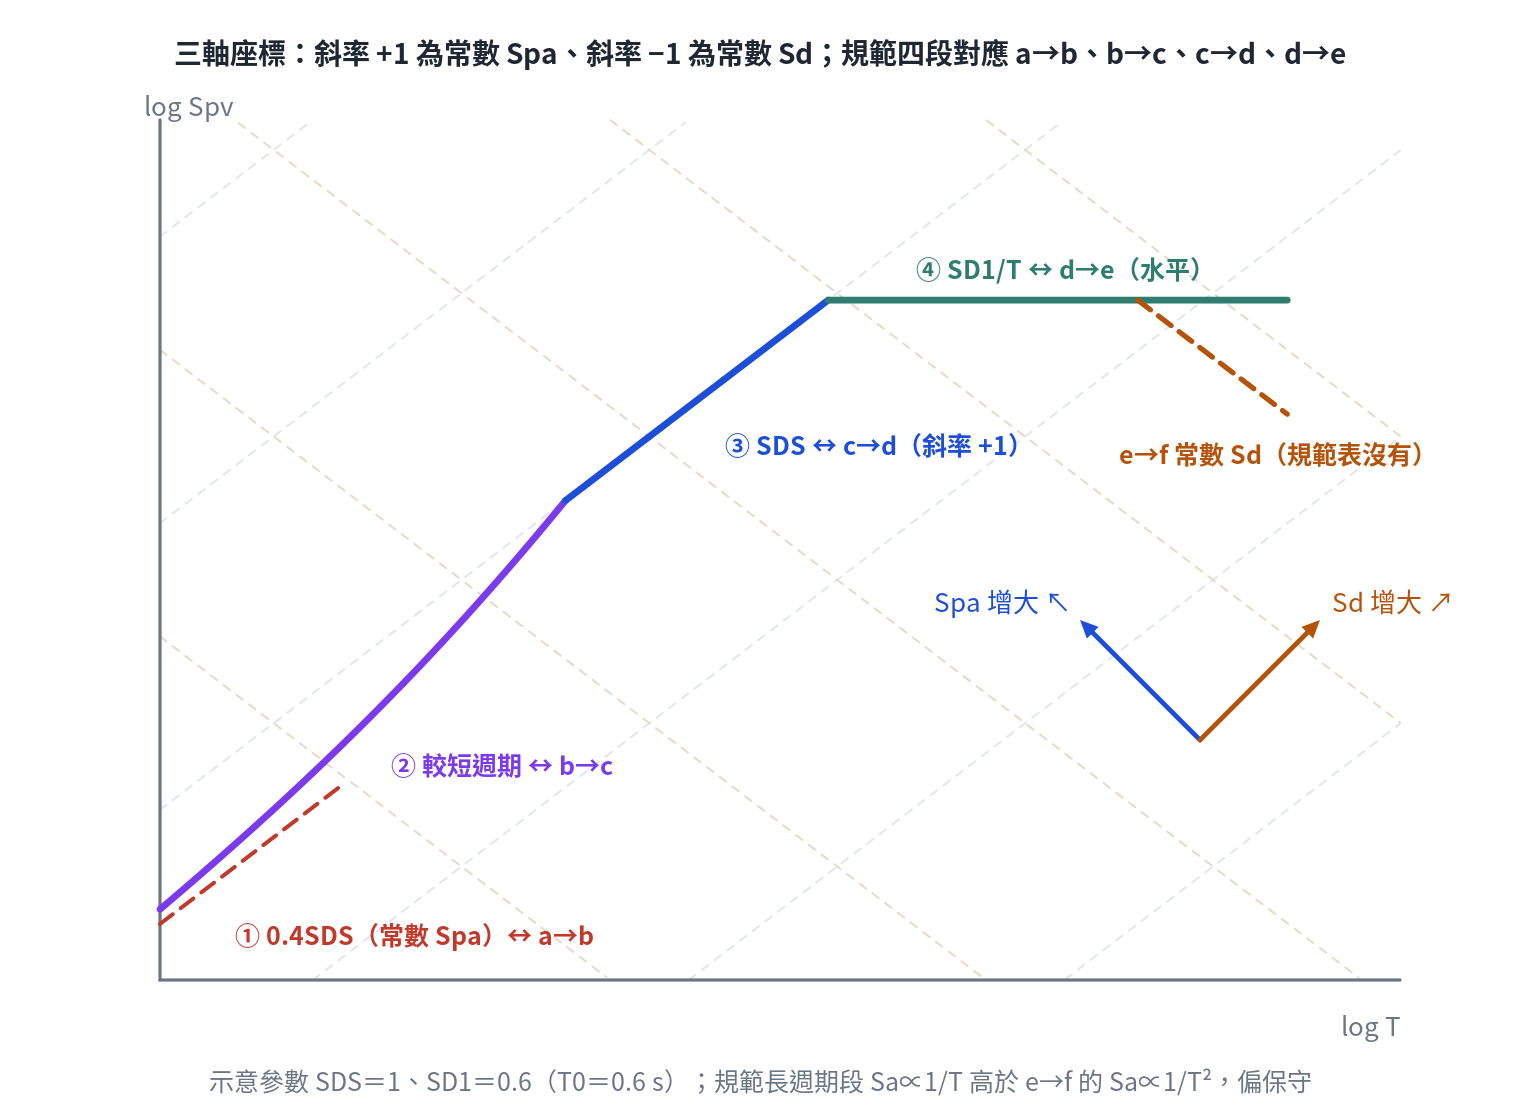 三軸座標：斜率 +1 為常數 Spa、斜率 −1 為常數 Sd；規範四段對應 a→b、b→c、c→d、d→e
log Spv
④ SD1/T ↔ d→e（水平）
③ SDS ↔ c→d（斜率 +1）
e→f 常數 Sd（規範表沒有）
Spa 增大 ↖
Sd 增大 ↗
② 較短週期 ↔ b→c
① 0.4SDS（常數 Spa）↔ a→b
log T
示意參數 SDS＝1、SD1＝0.6（T0＝0.6 s）；規範長週期段 Sa∝1/T 高於 e→f 的 Sa∝1/T²，偏保守